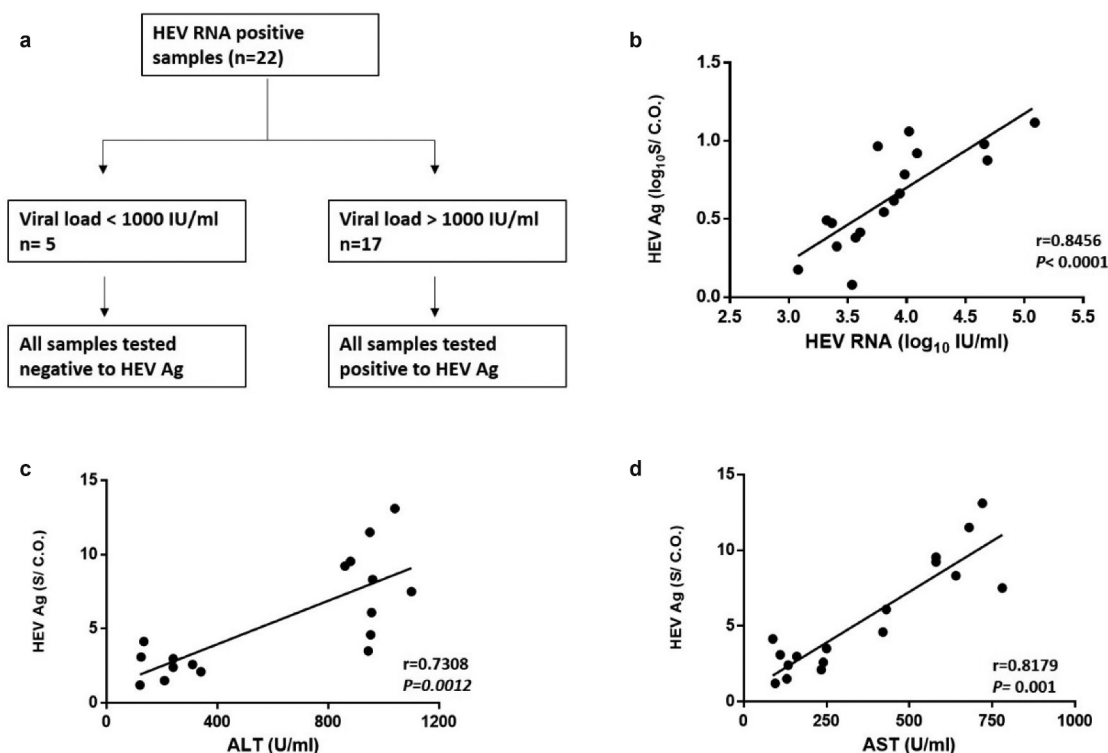 a
HEV RNA positive
samples (n=22)
Viral load < 1000 IU/ml
n= 5
Viral load > 1000 IU/ml
n=17
All samples tested
negative to HEV Ag
All samples tested
positive to HEV Ag
b
HEV Ag (log₁₀S/ C.O.)
1.5
1.0
0.5
0.0
2.5 3.0 3.5 4.0 4.5 5.0 5.5
HEV RNA (log₁₀ IU/ml)
r=0.8456
P< 0.0001
c
HEV Ag (S/ C.O.)
15
10
5
0
0 400 800 1200
ALT (U/ml)
r=0.7308
P=0.0012
d
HEV Ag (S/ C.O.)
15
10
5
0
0 250 500 750 1000
AST (U/ml)
r=0.8179
P= 0.001